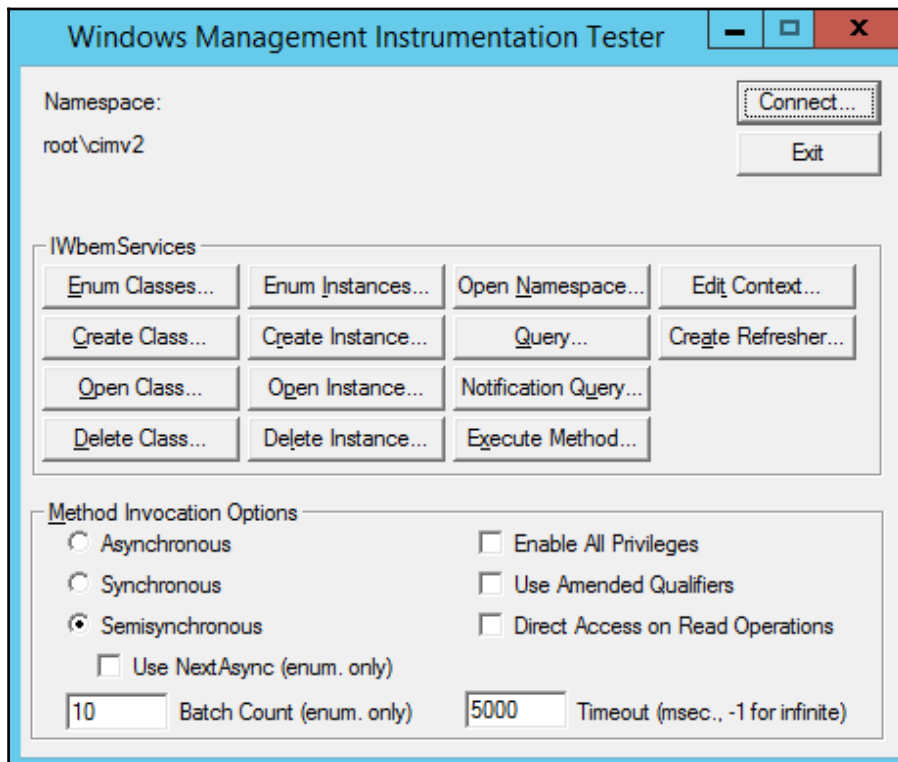 Windows Management Instrumentation Tester
Namespace:
Connect...
root\cimv2
Exit
IWbemServices
Enum Classes... Enum Instances... Open Namespace... Edit Context...
Create Class... Create Instance... Query... Create Refresher...
Open Class... Open Instance... Notification Query...
Delete Class... Delete Instance... Execute Method...
Method Invocation Options
Asynchronous Enable All Privileges
Synchronous Use Amended Qualifiers
Semisynchronous Direct Access on Read Operations
Use NextAsync (enum. only)
10 Batch Count (enum. only) 5000 Timeout (msec., -1 for infinite)